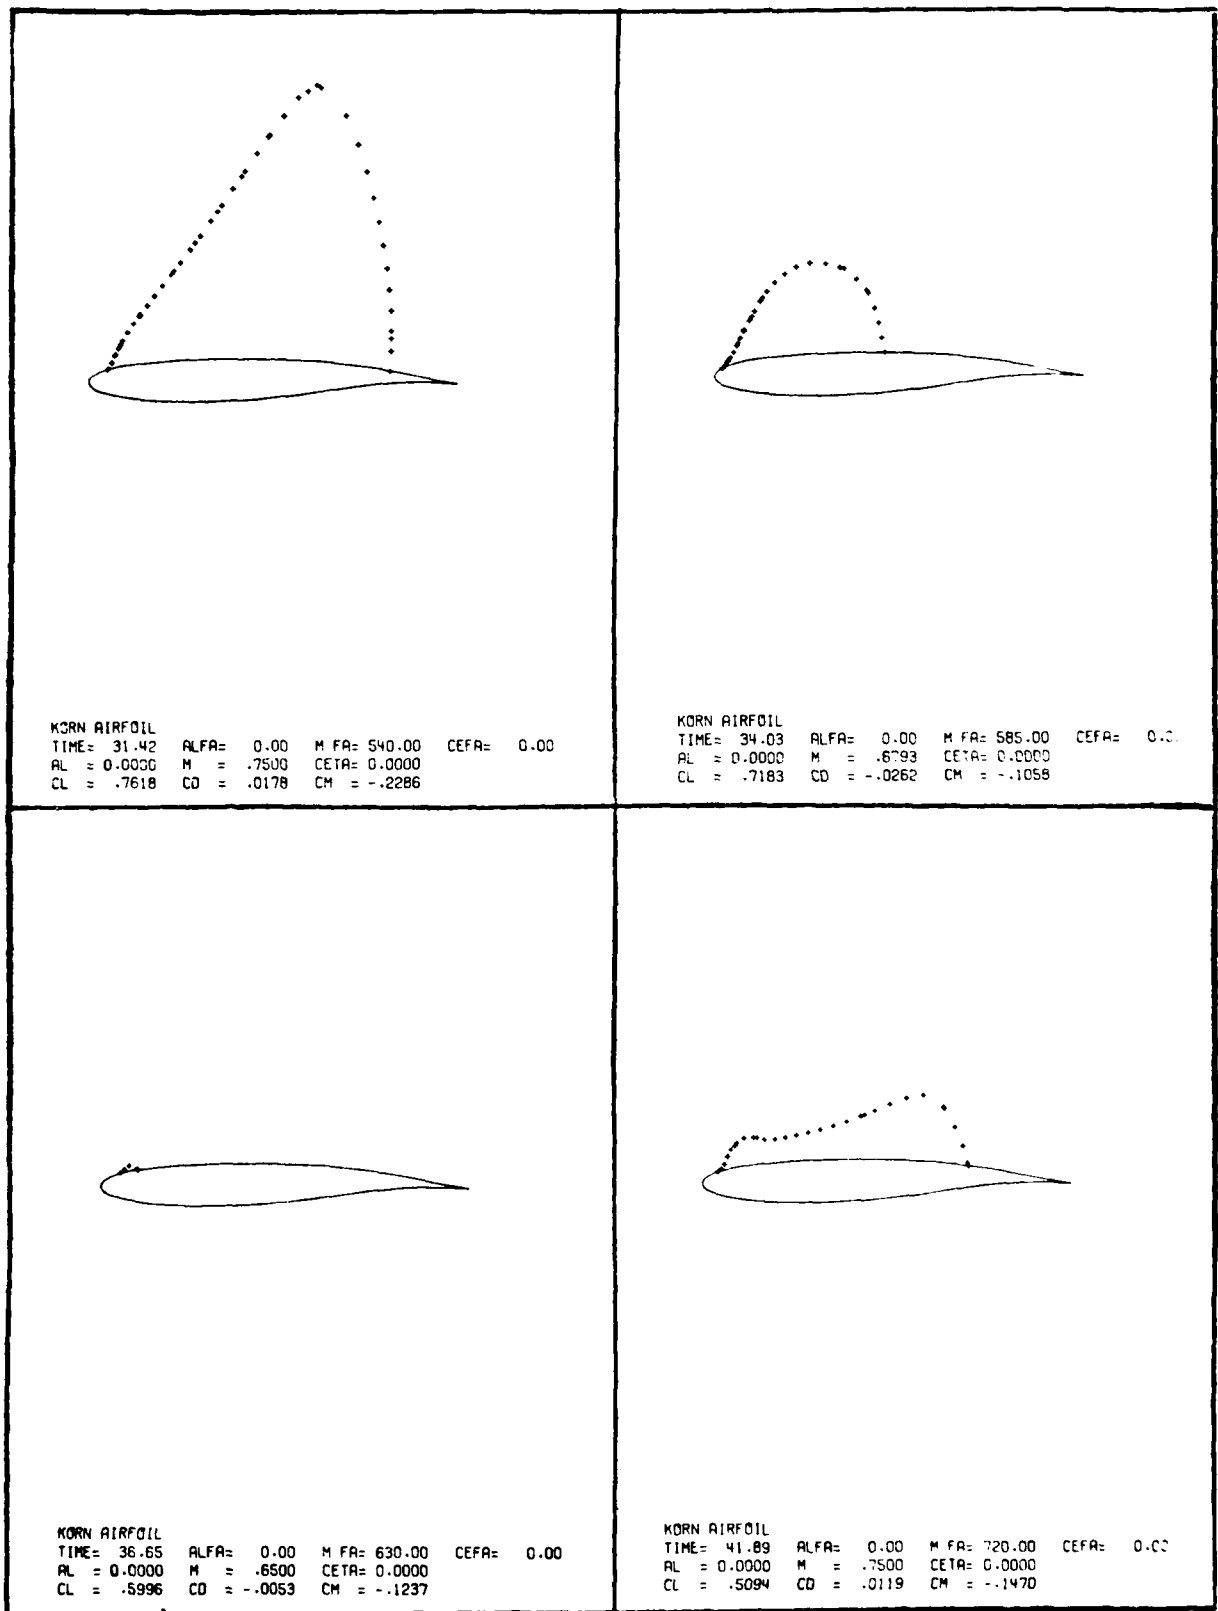 KORN AIRFOIL
TIME= 31.42 ALFA= 0.00 M FA= 540.00 CEFA= 0.00
AL = 0.0000 M = .7500 CETA= 0.0000
CL = .7618 CD = .0178 CM = -.2286
KORN AIRFOIL
TIME= 34.03 ALFA= 0.00 M FA= 585.00 CEFA=
AL = 0.0000 M = CETA= 0.0000
CL = .7183 CD = -.0262 CM = -.1058
KORN AIRFOIL
TIME= 36.65 ALFA= 0.00 M FA= 630.00 CEFA= 0.00
AL = 0.0000 M = .6500 CETA= 0.0000
CL = .5996 CD = -.0053 CM = -.1237
KORN AIRFOIL
TIME= 41.89 ALFA= 0.00 M FA= 720.00 CEFA=
AL = 0.0000 M = .7500 CETA= 0.0000
CL = .5094 CD = .0119 CM = -.1470